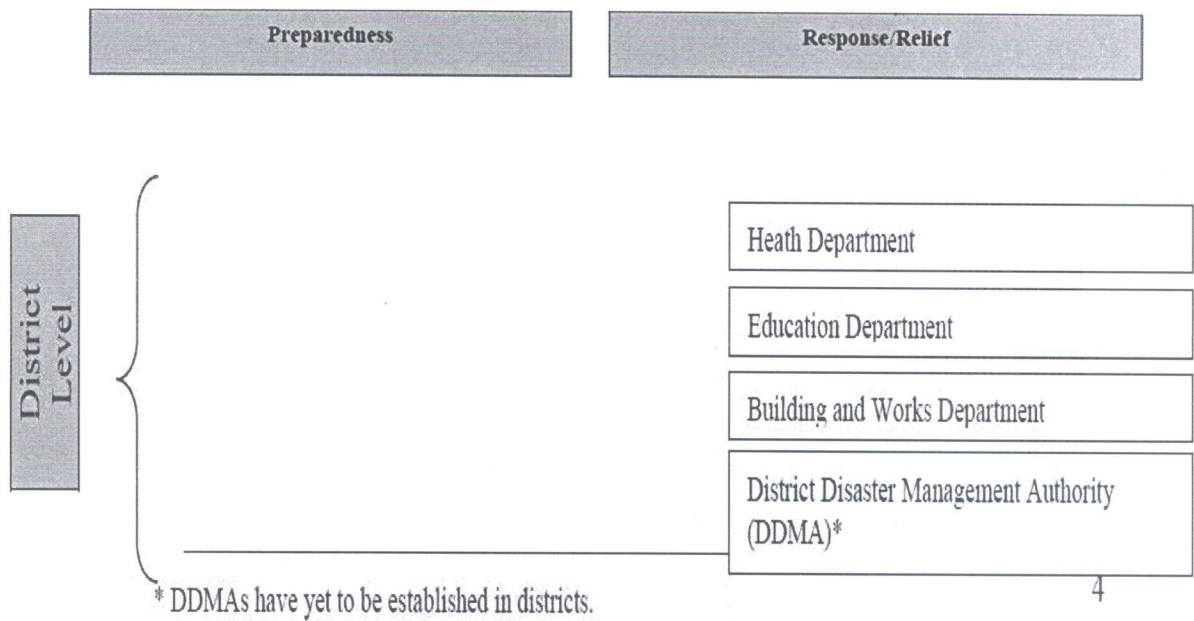 Preparedness
Response/Relief
District
Level
Heath Department
Education Department
Building and Works Department
District Disaster Management Authority
(DDMA)*
* DDMAs have yet to be established in districts.
4